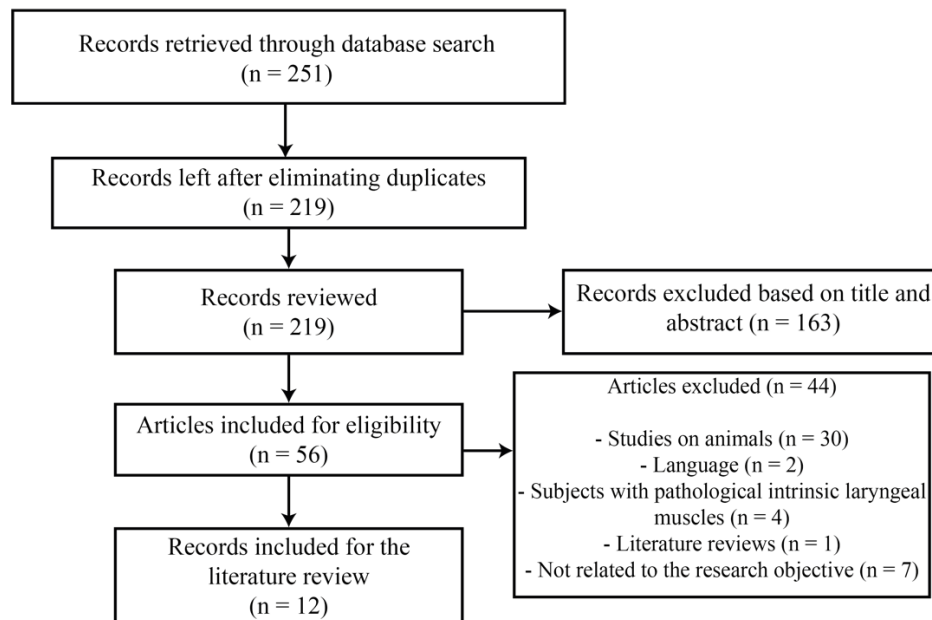 Records retrieved through database search
(n = 251)
Records left after eliminating duplicates
(n = 219)
Records reviewed
(n = 219)
Records excluded based on title and
abstract (n = 163)
Articles included for eligibility
(n = 56)
Articles excluded (n = 44)
- Studies on animals (n = 30)
- Language (n = 2)
- Subjects with pathological intrinsic laryngeal
muscles (n = 4)
- Literature reviews (n = 1)
- Not related to the research objective (n = 7)
Records included for the
literature review
(n = 12)